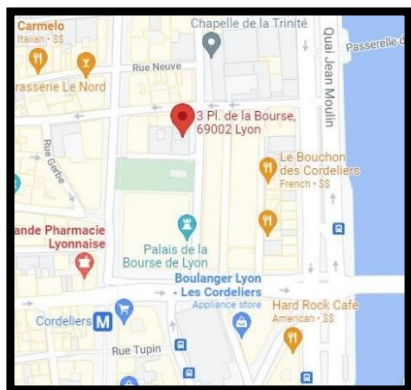 Carmelo
Italian • $$
Chapelle de la Trinité
Rue Neuve
Brasserie Le Nord
Quai Jean Moulin
Passerelle d
3 Pl. de la Bourse,
69002 Lyon
Rue Gerbe
Le Bouchon
des Cordeliers
French • $$
ande Pharmacie
Lyonnaise
Palais de la
Bourse de Lyon
Boulanger Lyon
- Les Cordeliers
Appliance store
Cordeliers M
Hard Rock Cafe
American • $$
Rue Tupin